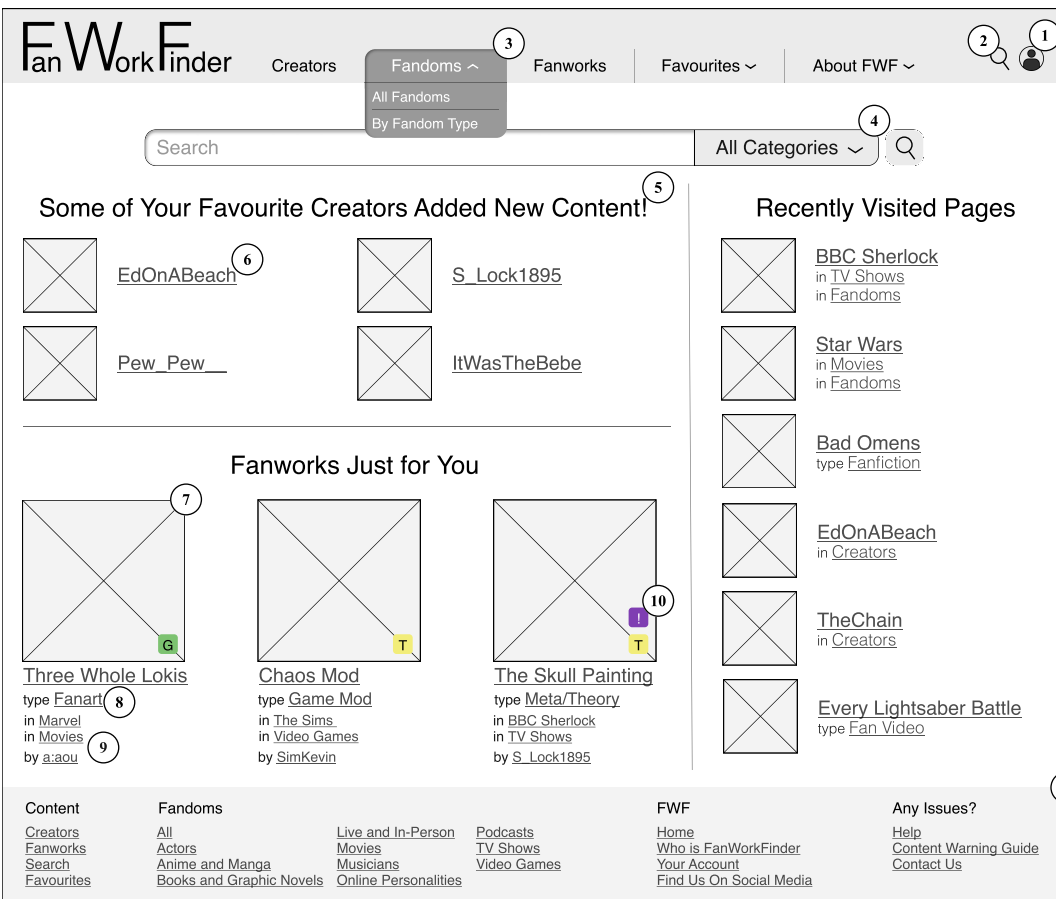 Fan Work Finder
Creators
Fandoms
Fanworks
Favourites
About FWF
3
2
1
All Fandoms
By Fandom Type
4
Search
All Categories
5
Some of Your Favourite Creators Added New Content!
6
EdOnABeach
S_Lock1895
Pew_Pew__
ItWasTheBebe
Recently Visited Pages
BBC Sherlock
in TV Shows
in Fandoms
Star Wars
in Movies
in Fandoms
Bad Omens
type Fanfiction
EdOnABeach
in Creators
TheChain
in Creators
Every Lightsaber Battle
type Fan Video
Fanworks Just for You
7
G
Three Whole Lokis
type Fanart
8
in Marvel
in Movies
9
by a:aou
T
Chaos Mod
type Game Mod
in The Sims
in Video Games
by SimKevin
10
!
T
The Skull Painting
type Meta/Theory
in BBC Sherlock
in TV Shows
by S_Lock1895
Content
Creators
Fanworks
Search
Favourites
Fandoms
All
Actors
Anime and Manga
Books and Graphic Novels
Live and In-Person
Movies
Musicians
Online Personalities
Podcasts
TV Shows
Video Games
FWF
Home
Who is FanWorkFinder
Your Account
Find Us On Social Media
Any Issues?
Help
Content Warning Guide
Contact Us